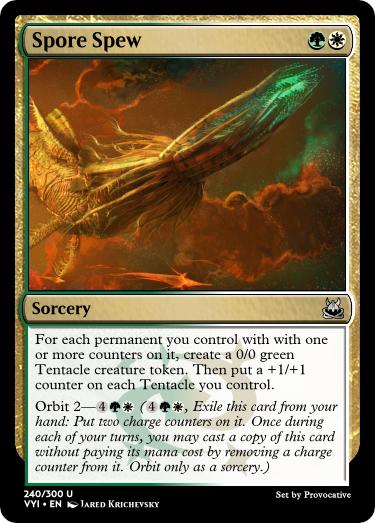 Spore Spew
Sorcery
For each permanent you control with with one
or more counters on it, create a 0/0 green
Tentacle creature token. Then put a +1/+1
counter on each Tentacle you control.
Orbit 2—4 ( 4 , Exile this card from your
hand: Put two charge counters on it. Once during
each of your turns, you may cast a copy of this card
without paying its mana cost by removing a charge
counter from it. Orbit only as a sorcery.)
240/300 U
VYI • EN Jared Krichevsky
Set by Provocative